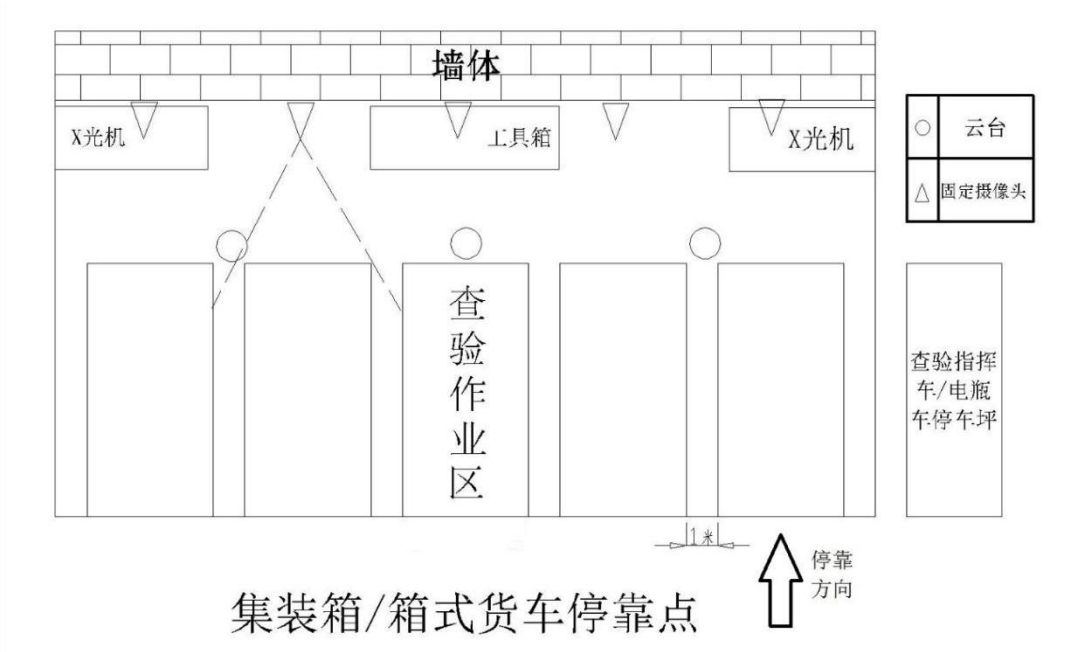 墙体
X光机
工具箱
X光机
云台
固定摄像头
查验作业区
查验指挥
车/电瓶
车停车坪
1米
停靠
方向
集装箱/箱式货车停靠点